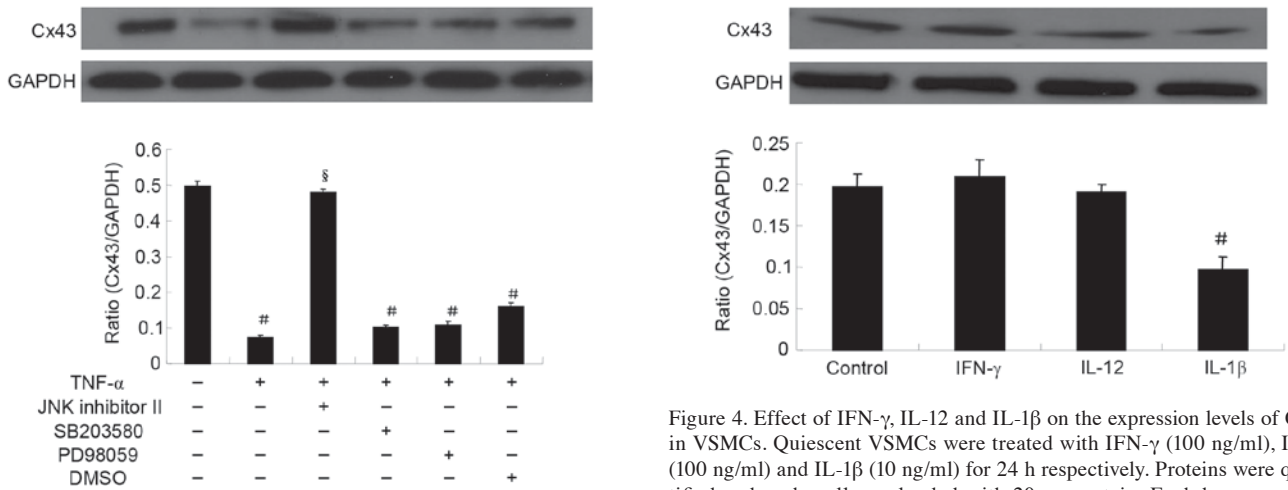 Cx43
GAPDH
Ratio (Cx43/GAPDH)
0.6
0.5
0.4
0.3
0.2
0.1
0
# § # # #
TNF-α – + + + + +
JNK inhibitor II – – + – – –
SB203580 – – – + – –
PD98059 – – – – + –
DMSO – – – – – +
Cx43
GAPDH
Ratio (Cx43/GAPDH)
0.25
0.2
0.15
0.1
0.05
0
#
Control IFN-γ IL-12 IL-1β
Figure 4. Effect of IFN-γ, IL-12 and IL-1β on the expression levels of
in VSMCs. Quiescent VSMCs were treated with IFN-γ (100 ng/ml),
(100 ng/ml) and IL-1β (10 ng/ml) for 24 h respectively. Proteins were